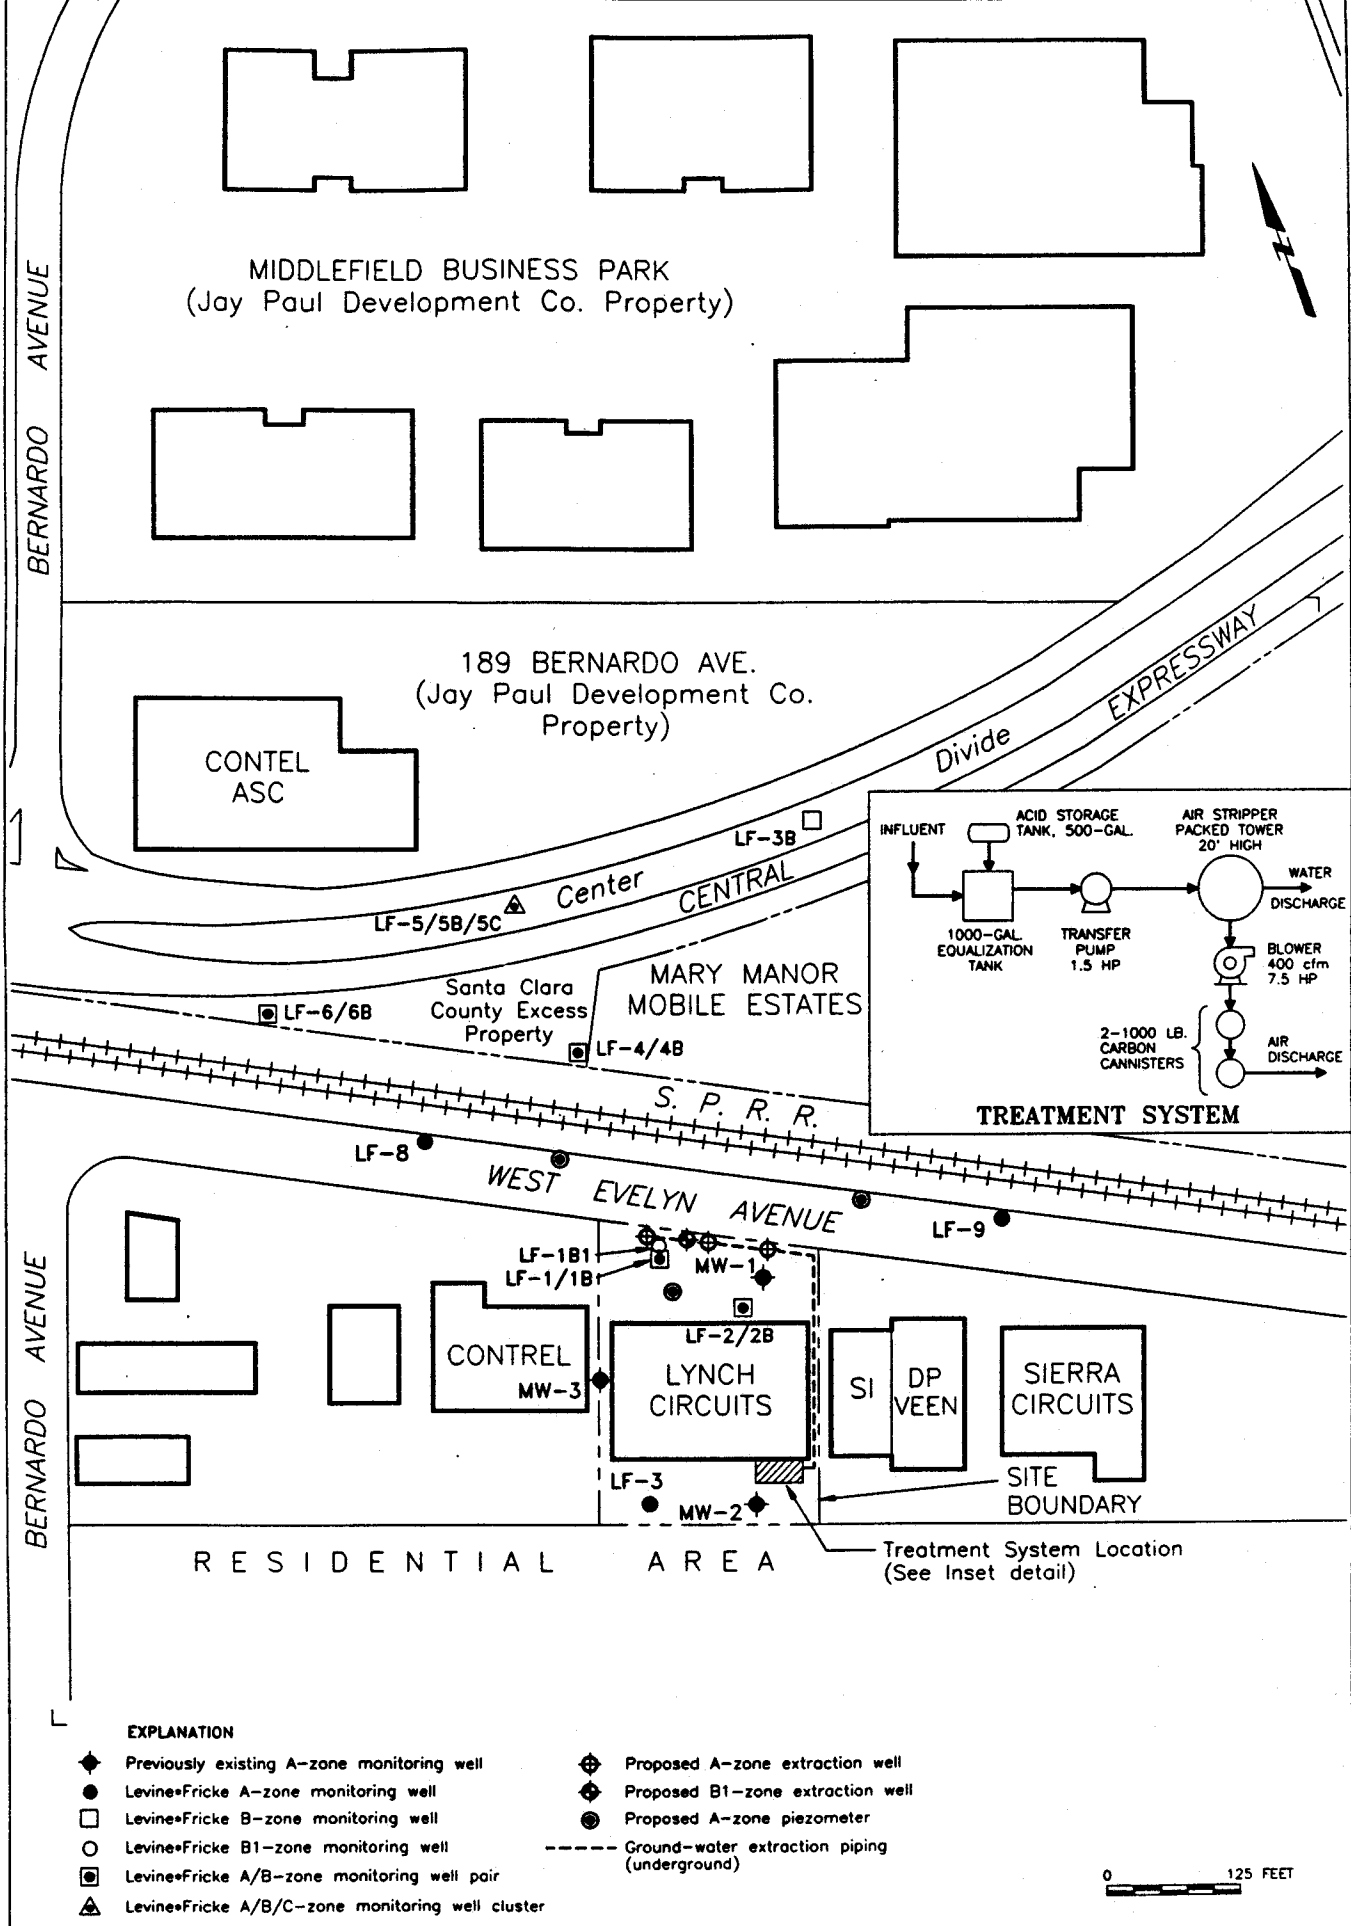 MIDDLEFIELD BUSINESS PARK
(Jay Paul Development Co. Property)
BERNARDO AVENUE
N
189 BERNARDO AVE.
(Jay Paul Development Co.
Property)
CONTEL
ASC
Divide
EXPRESSWAY
LF-3B
Center
CENTRAL
LF-5/5B/5C
INFLUENT
ACID STORAGE
TANK, 500-GAL.
AIR STRIPPER
PACKED TOWER
20' HIGH
WATER
DISCHARGE
1000-GAL.
EQUALIZATION
TANK
TRANSFER
PUMP
1.5 HP
BLOWER
400 cfm
7.5 HP
2-1000 LB.
CARBON
CANNISTERS
AIR
DISCHARGE
TREATMENT SYSTEM
Santa Clara
County Excess
Property
MARY MANOR
MOBILE ESTATES
LF-6/6B
LF-4/4B
S. P. R. R.
LF-8
WEST EVELYN AVENUE
LF-9
LF-1B1
LF-1/1B
MW-1
LF-2/2B
BERNARDO AVENUE
CONTREL
MW-3
LYNCH
CIRCUITS
SI
DP
VEEN
SIERRA
CIRCUITS
LF-3
MW-2
SITE
BOUNDARY
RESIDENTIAL AREA
Treatment System Location
(See Inset detail)
EXPLANATION
Previously existing A-zone monitoring well
Levine•Fricke A-zone monitoring well
Levine•Fricke B-zone monitoring well
Levine•Fricke B1-zone monitoring well
Levine•Fricke A/B-zone monitoring well pair
Levine•Fricke A/B/C-zone monitoring well cluster
Proposed A-zone extraction well
Proposed B1-zone extraction well
Proposed A-zone piezometer
Ground-water extraction piping
(underground)
0 125 FEET